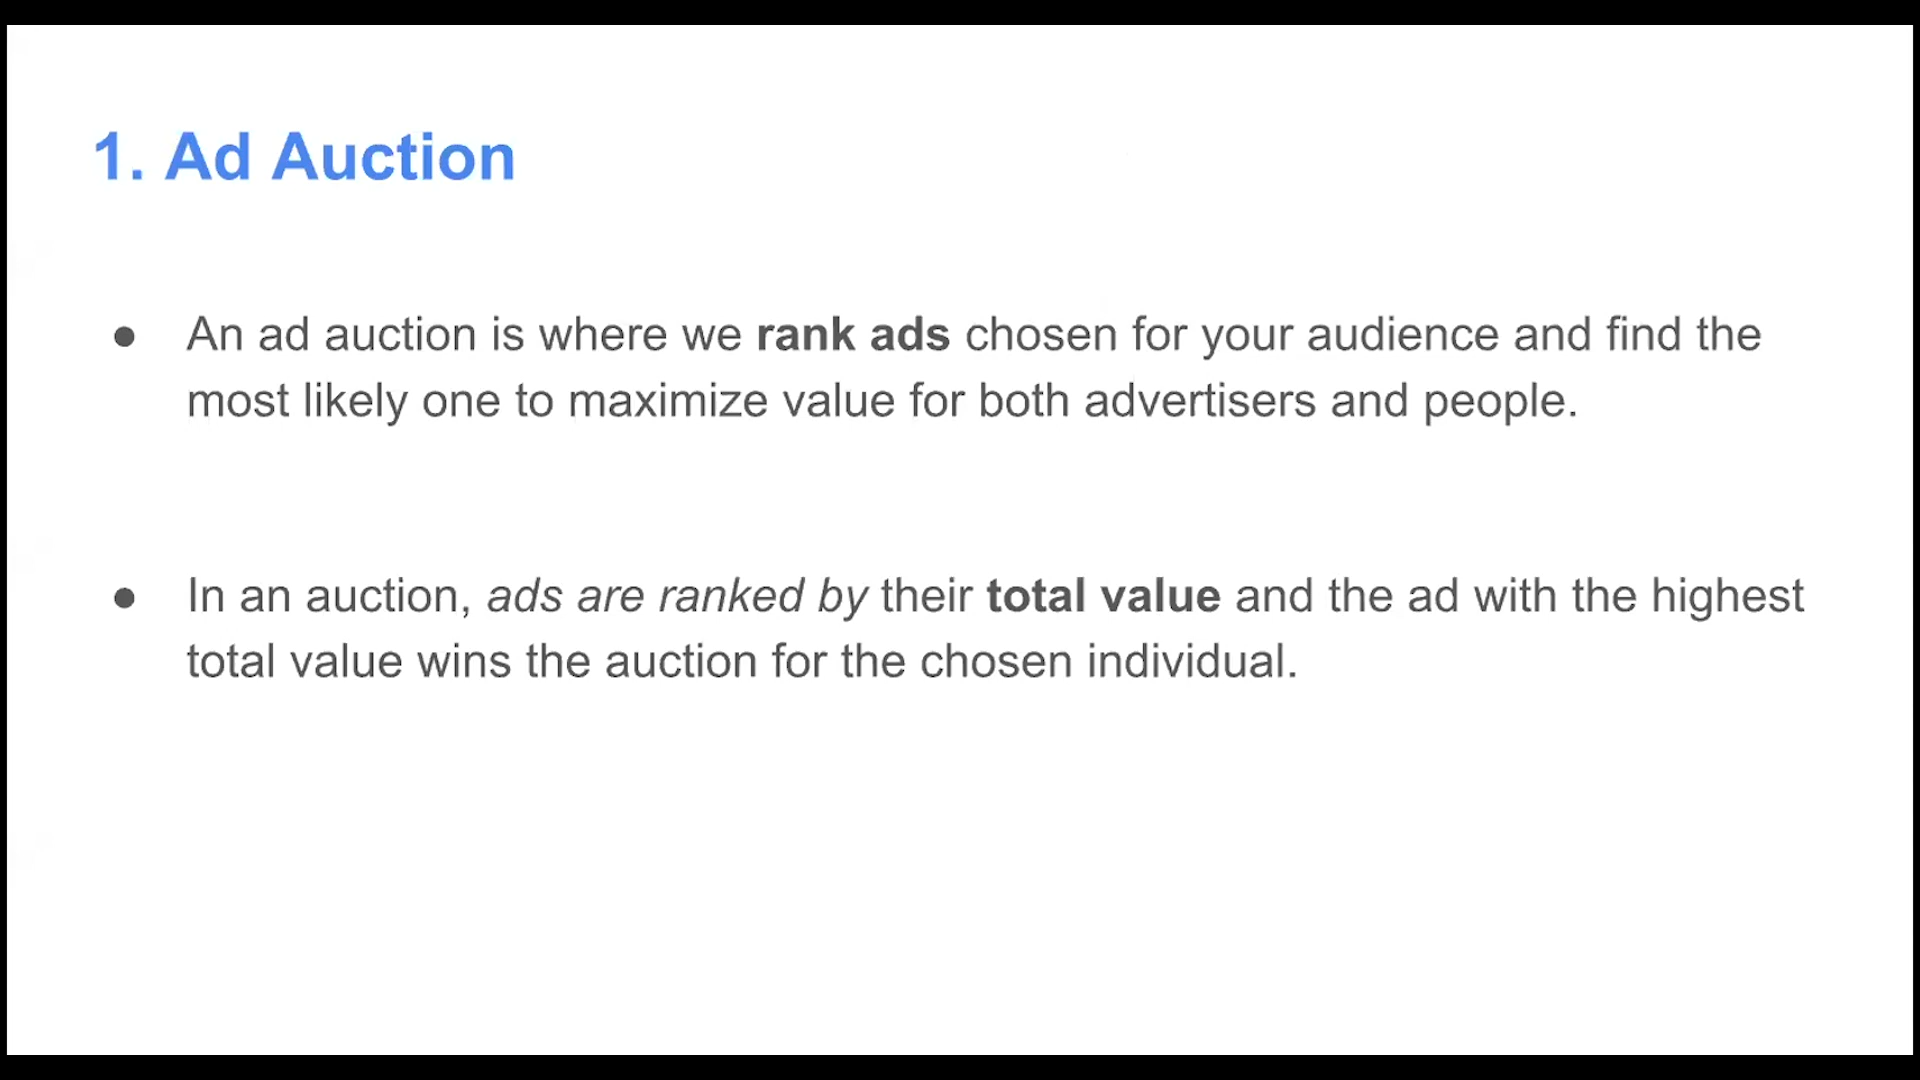 1. Ad Auction
● An ad auction is where we rank ads chosen for your audience and find the
most likely one to maximize value for both advertisers and people.
● In an auction, ads are ranked by their total value and the ad with the highest
total value wins the auction for the chosen individual.